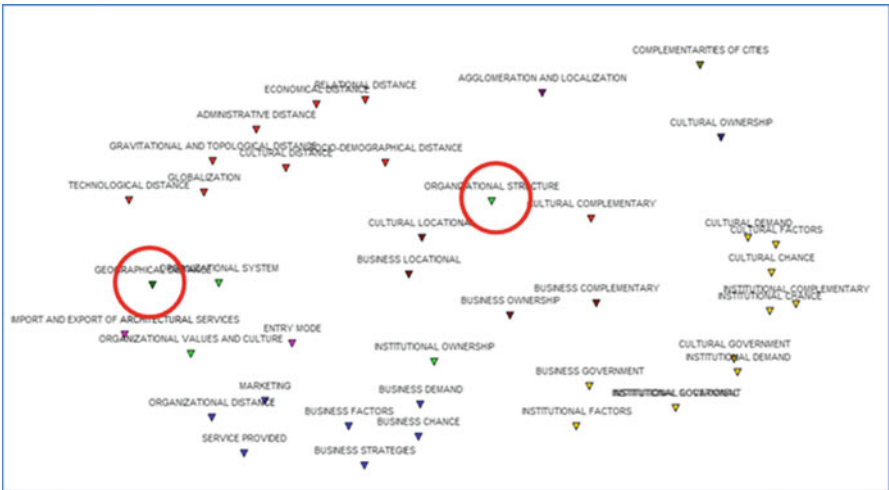 COMPLEMENTARITIES OF CITIES
AGGLOMERATION AND LOCALIZATION
RELATIONAL DISTANCE
ECONOMICAL DISTANCE
ADMINISTRATIVE DISTANCE
CULTURAL OWNERSHIP
GRAVITATIONAL AND TOPOLOGICAL DISTANCE
SOCIO-DEMOGRAPHICAL DISTANCE
CULTURAL DISTANCE
GLOBALIZATION
TECHNOLOGICAL DISTANCE
ORGANIZATIONAL STRUCTURE
CULTURAL COMPLEMENTARY
CULTURAL LOCATIONAL
CULTURAL DEMAND
CULTURAL FACTORS
BUSINESS LOCATIONAL
CULTURAL CHANCE
GEOGRAPHICAL DISTANCE
ORGANIZATIONAL SYSTEM
BUSINESS COMPLEMENTARY
INSTITUTIONAL COMPLEMENTARY
INSTITUTIONAL CHANCE
BUSINESS OWNERSHIP
IMPORT AND EXPORT OF ARCHITECTURAL SERVICES
ENTRY MODE
ORGANIZATIONAL VALUES AND CULTURE
INSTITUTIONAL OWNERSHIP
CULTURAL GOVERNMENT
INSTITUTIONAL DEMAND
BUSINESS GOVERNMENT
MARKETING
BUSINESS DEMAND
INSTITUTIONAL
ORGANIZATIONAL DISTANCE
BUSINESS FACTORS
INSTITUTIONAL FACTORS
BUSINESS CHANCE
SERVICE PROVIDED
BUSINESS STRATEGIES